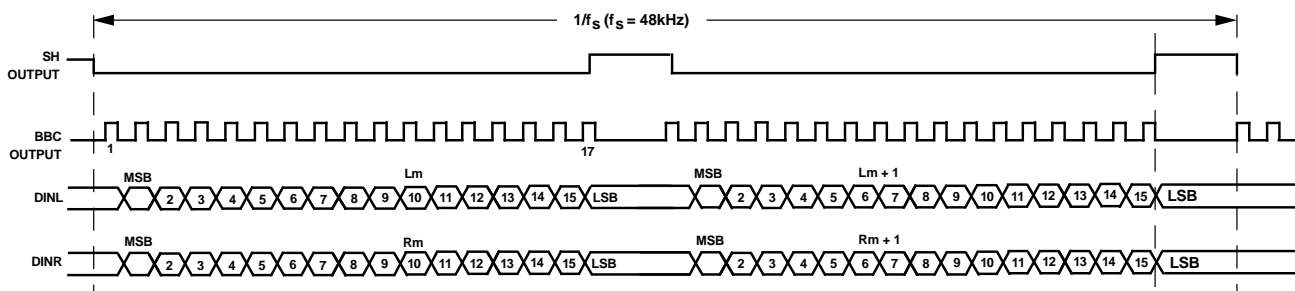 1/fS (fS = 48kHz)
SH
OUTPUT
BBC
OUTPUT
1
17
MSB Lm MSB Lm + 1
DINL 2 3 4 5 6 7 8 9 10 11 12 13 14 15 LSB 2 3 4 5 6 7 8 9 10 11 12 13 14 15 LSB
MSB Rm MSB Rm + 1
DINR 2 3 4 5 6 7 8 9 10 11 12 13 14 15 LSB 2 3 4 5 6 7 8 9 10 11 12 13 14 15 LSB